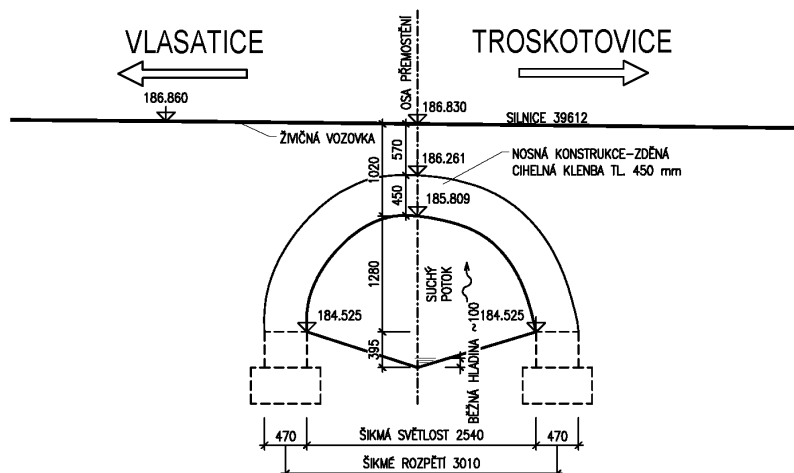 VLASATICE
TROSKOTOVICE
OSA PŘEMOSTĚNÍ
186.860
186.830
SILNICE 39612
ŽIVIČNÁ VOZOVKA
570
1020
186.261
NOSNÁ KONSTRUKCE-ZDĚNÁ
CIHELNÁ KLENBA TL. 450 mm
450
185.809
1280
SUCHÝ
POTOK
184.525
184.525
395
BĚŽNÁ HLADINA ~100
470
ŠIKMÁ SVĚTLOST 2540
470
ŠIKMÉ ROZPĚTÍ 3010